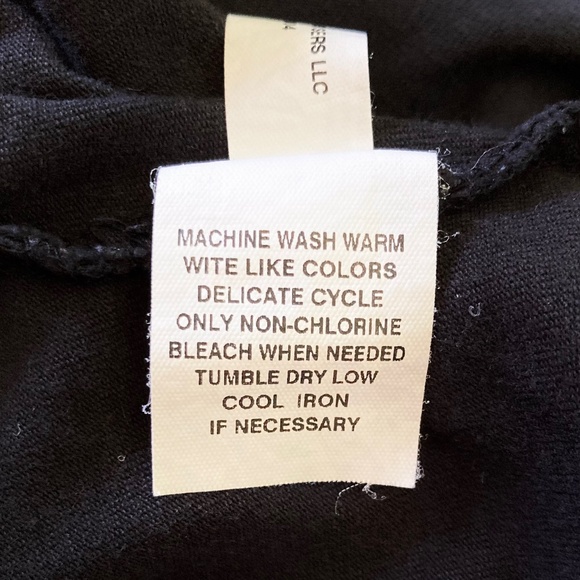 ERS LLC
MACHINE WASH WARM
WITE LIKE COLORS
DELICATE CYCLE
ONLY NON-CHLORINE
BLEACH WHEN NEEDED
TUMBLE DRY LOW
COOL IRON
IF NECESSARY